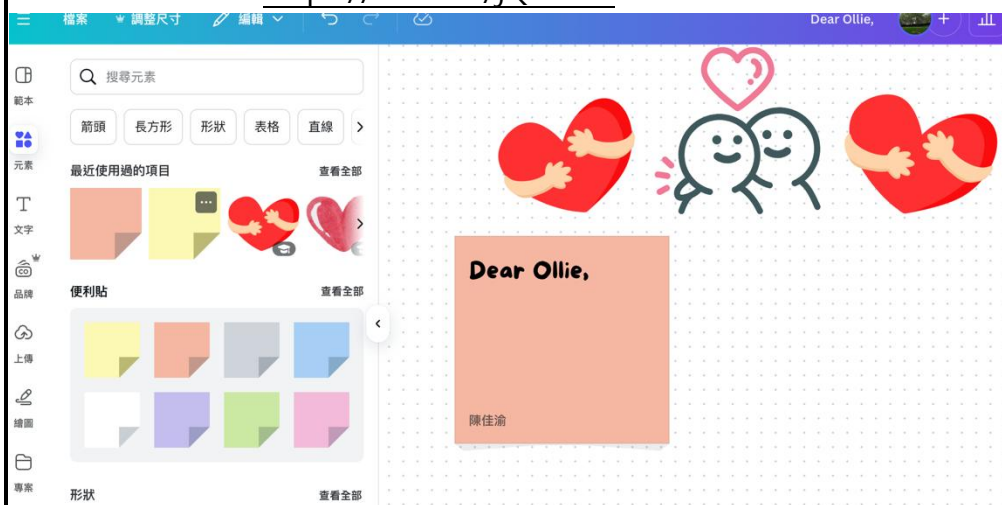 檔案 調整尺寸 編輯 Dear Ollie,
範本
元素
文字
品牌
上傳
繪圖
專案
搜尋元素
箭頭 長方形 形狀 表格 直線
最近使用過的項目 查看全部
便利貼 查看全部
形狀 查看全部
Dear Ollie,
陳佳渝